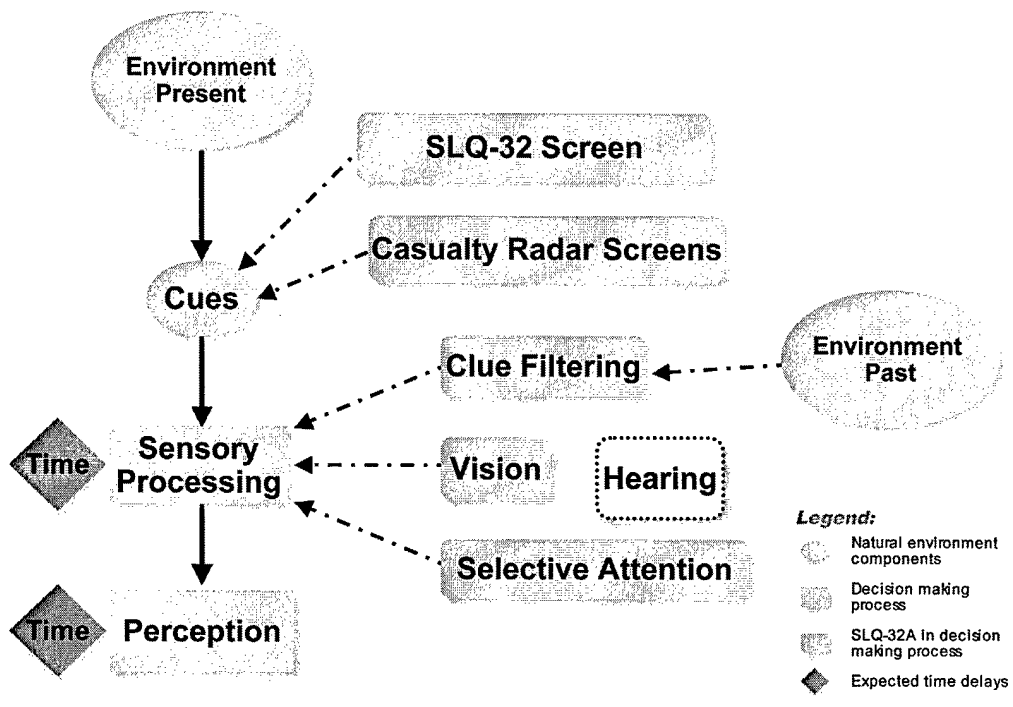 Environment
Present
SLQ-32 Screen
Casualty Radar Screens
Cues
Clue Filtering
Environment
Past
Time
Sensory
Processing
Vision
Hearing
Selective Attention
Time
Perception
Legend:
Natural environment
components
Decision making
process
SLQ-32A in decision
making process
Expected time delays